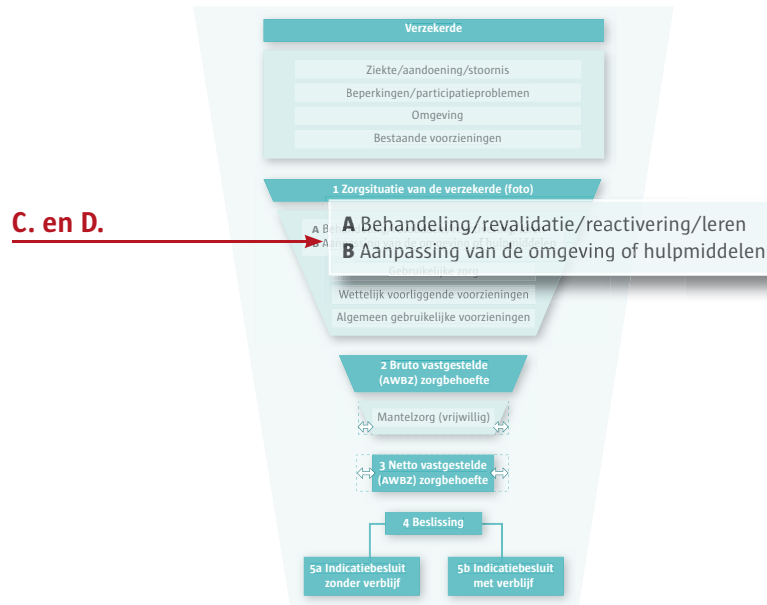 Verzekerde
Ziekte/aandoening/stoornis
Beperkingen/participatieproblemen
Omgeving
Bestaande voorzieningen
1 Zorgsituatie van de verzekerde (foto)
C. en D.
A Behandeling/revalidatie/reactivering/leren
B Aanpassing van de omgeving of hulpmiddelen
Gebruikelijke zorg
Wettelijk voorliggende voorzieningen
Algemeen gebruikelijke voorzieningen
2 Bruto vastgestelde
(AWBZ) zorgbehoefte
Mantelzorg (vrijwillig)
3 Netto vastgestelde
(AWBZ) zorgbehoefte
4 Beslissing
5a Indicatiebesluit
zonder verblijf
5b Indicatiebesluit
met verblijf